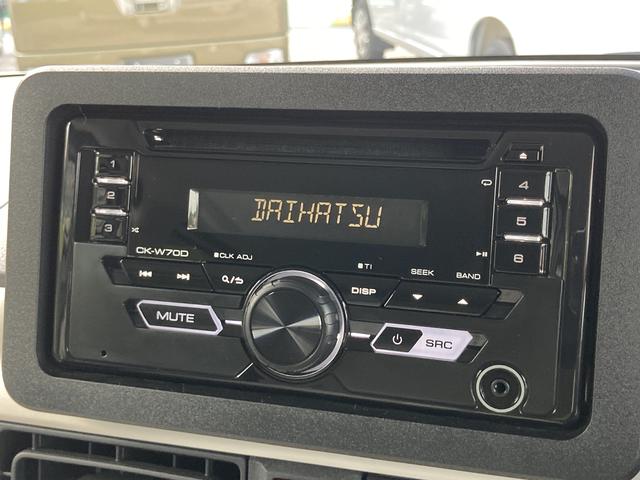 1
2
3
DAIHATSU
4
5
6
CK-W70D
CLK ADJ
TI
SEEK
BAND
DISP
MUTE
SRC